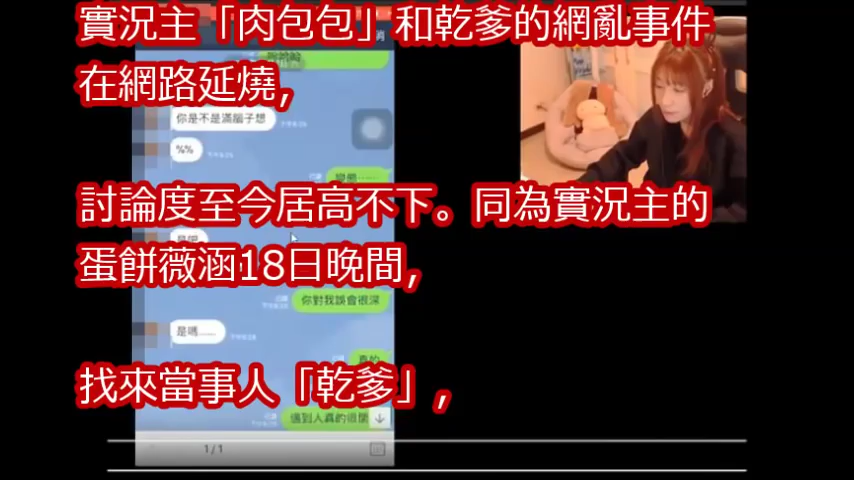 實況主「肉包包」和乾爹的網亂事件
在網路延燒,
你是不是滿腦子想
%%
討論度至今居高不下。同為實況主的
蛋餅薇涵18日晚間,
你對我誤會很深
是嗎......
真的
找來當事人「乾爹」,
1/1